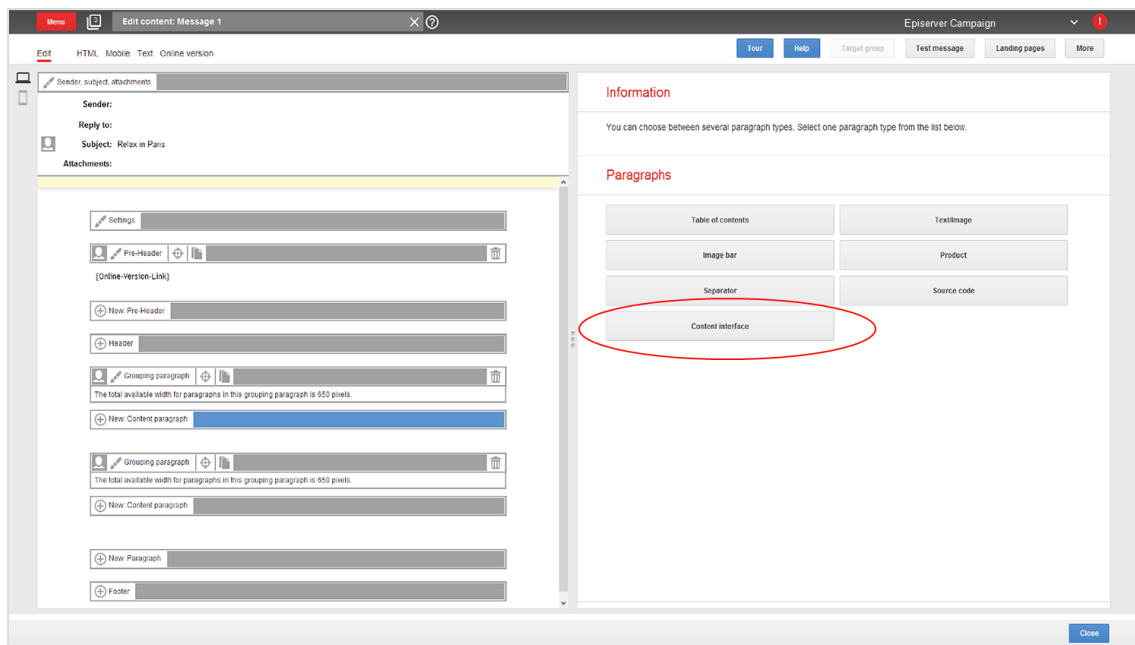 Menu 3 Edit content: Message 1 Episerver Campaign !
Edit HTML Mobile Text Online version Tour Help Target group Test message Landing pages More
Sender, subject, attachments
Sender:
Reply to:
Subject: Relax in Paris
Attachments:
Settings
Pre-Header
{Online-Version-Link}
New: Pre-Header
Header
Grouping paragraph
The total available width for paragraphs in this grouping paragraph is 650 pixels.
New: Content paragraph
Grouping paragraph
The total available width for paragraphs in this grouping paragraph is 650 pixels.
New: Content paragraph
New: Paragraph
Footer
Information
You can choose between several paragraph types. Select one paragraph type from the list below.
Paragraphs
Table of contents Text/Image
Image bar Product
Separator Source code
Content interface
Close